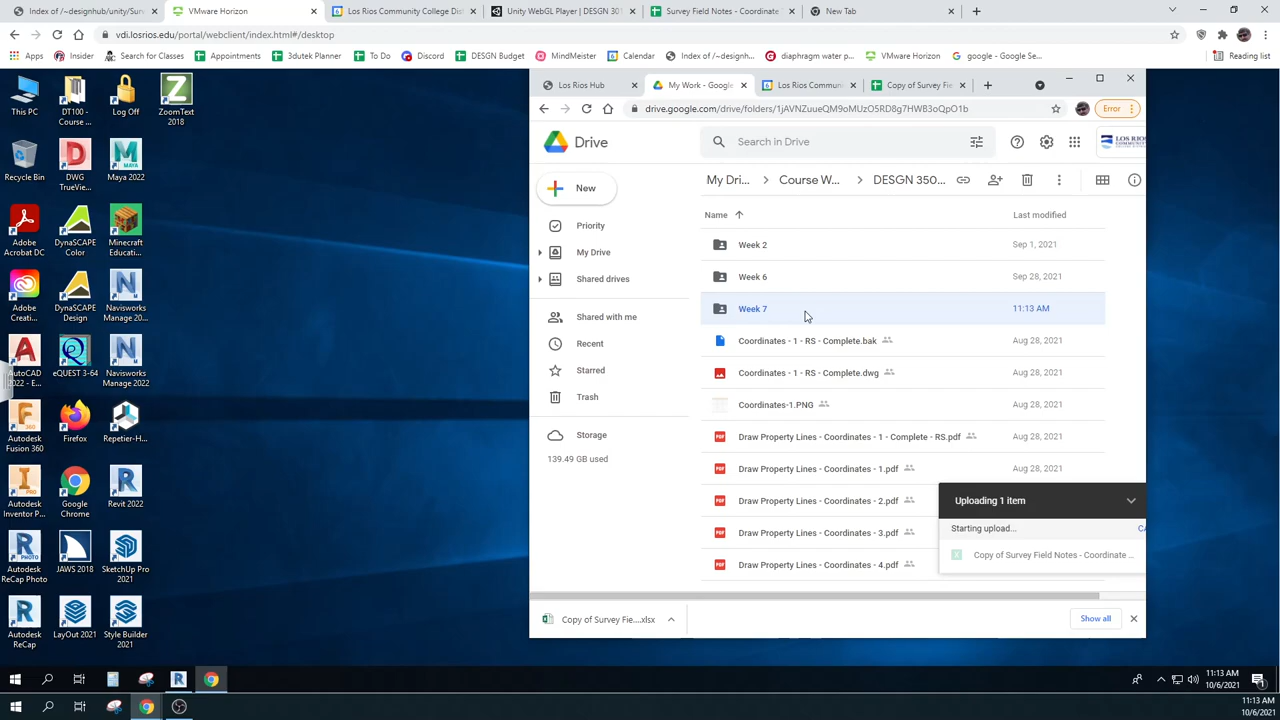 Index of /~designhub/unity/Surv
VMware Horizon
Los Rios Community College Dist
Unity WebGL Player | DESGN 301
Survey Field Notes - Coordinate
New Tab
vdi.losrios.edu/portal/webclient/index.html#/desktop
Apps
Search for Classes
Appointments
3dutek Planner
To Do
Discord
DESGN Budget
MindMeister
Calendar
Index of /~designh...
diaphragm water p...
VMware Horizon
google - Google Se...
Reading list
This PC
DT100 - Course ...
Log Off
ZoomText 2018
Recycle Bin
DWG TrueView...
Maya 2022
Adobe Acrobat DC
DynaSCAPE Color
Minecraft Educati...
Adobe Creati...
DynaSCAPE Design
Navisworks Manage 20...
AutoCAD 2022 - E...
eQUEST 3-64
Navisworks Manage 2022
Autodesk Fusion 360
Firefox
Repetier-H...
Autodesk Inventor P...
Google Chrome
Revit 2022
Autodesk ReCap Photo
JAWS 2018
SketchUp Pro 2021
Autodesk ReCap
LayOut 2021
Style Builder 2021
Los Rios Hub
My Work - Google
Los Rios Commun
Copy of Survey Fi
drive.google.com/drive/folders/1jAVNZuueQM9oMUzO5RD8g7HWB3oQpO1b
Error
Drive
Search in Drive
LOS RIOS
COMMUNITY
New
My Dri...
Course W...
DESGN 350...
Priority
My Drive
Shared drives
Shared with me
Recent
Starred
Trash
Storage
139.49 GB used
Name
Last modified
Week 2
Sep 1, 2021
Week 6
Sep 28, 2021
Week 7
11:13 AM
Coordinates - 1 - RS - Complete.bak
Aug 28, 2021
Coordinates - 1 - RS - Complete.dwg
Aug 28, 2021
Coordinates-1.PNG
Aug 28, 2021
Draw Property Lines - Coordinates - 1 - Complete - RS.pdf
Aug 28, 2021
Draw Property Lines - Coordinates - 1.pdf
Aug 28, 2021
Draw Property Lines - Coordinates - 2.pdf
Draw Property Lines - Coordinates - 3.pdf
Draw Property Lines - Coordinates - 4.pdf
Uploading 1 item
Starting upload...
CA
Copy of Survey Field Notes - Coordinate ...
Copy of Survey Fie....xlsx
Show all
11:13 AM
10/6/2021
11:13 AM
10/6/2021